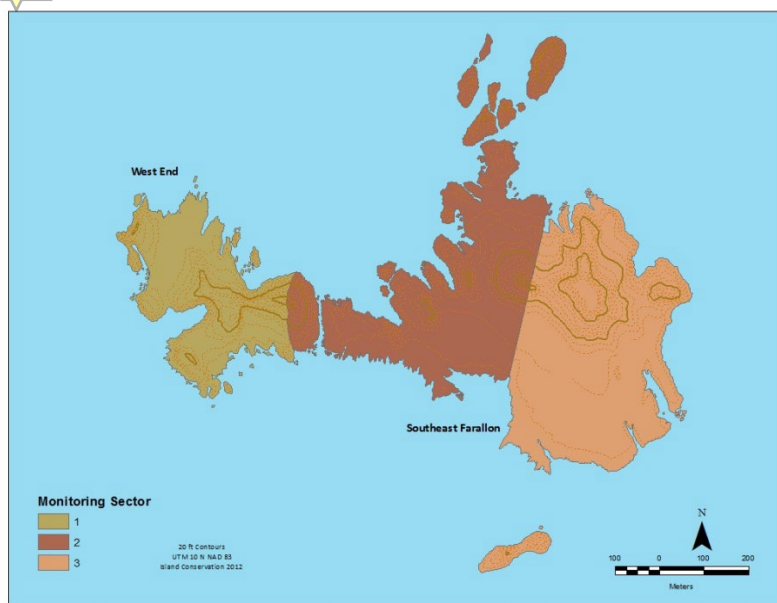 West End
Southeast Farallon
Monitoring Sector
1
2
3
20 ft Contours
UTM 10 N NAD 83
Island Conservation 2012
N
100 0 100 200
Meters